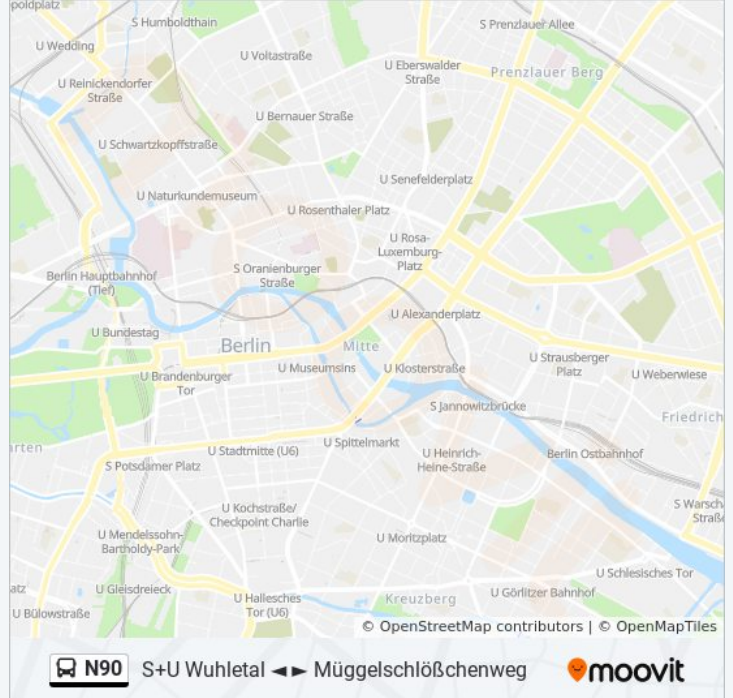 poldplatz
S Humboldthain
S Prenzlauer Allee
U Wedding
U Voltastraße
U Eberswalder
Straße
Prenzlauer Berg
U Reinickendorfer
Straße
U Bernauer Straße
U Schwartzkopffstraße
U Senefelderplatz
U Naturkundemuseum
U Rosenthaler Platz
U Rosa-
Luxemburg-
Platz
Berlin Hauptbahnhof
(Tief)
S Oranienburger
Straße
U Alexanderplatz
U Bundestag
Berlin
Mitte
U Strausberger
Platz
U Museumsins
U Klosterstraße
U Weberwiese
U Brandenburger
Tor
S Jannowitzbrücke
Friedrich
rten
U Stadtmitte (U6)
U Spittelmarkt
U Heinrich-
Heine-Straße
Berlin Ostbahnhof
S Potsdamer Platz
S Warsch
Straße
U Kochstraße/
Checkpoint Charlie
U Mendelssohn-
Bartholdy-Park
U Moritzplatz
U Schlesisches Tor
atz
U Gleisdreieck
U Görlitzer Bahnhof
U Hallesches
Tor (U6)
Kreuzberg
U Bülowstraße
© OpenStreetMap contributors | © OpenMapTiles
N90 S+U Wuhletal ◄ ► Müggelschlößchenweg
moovit